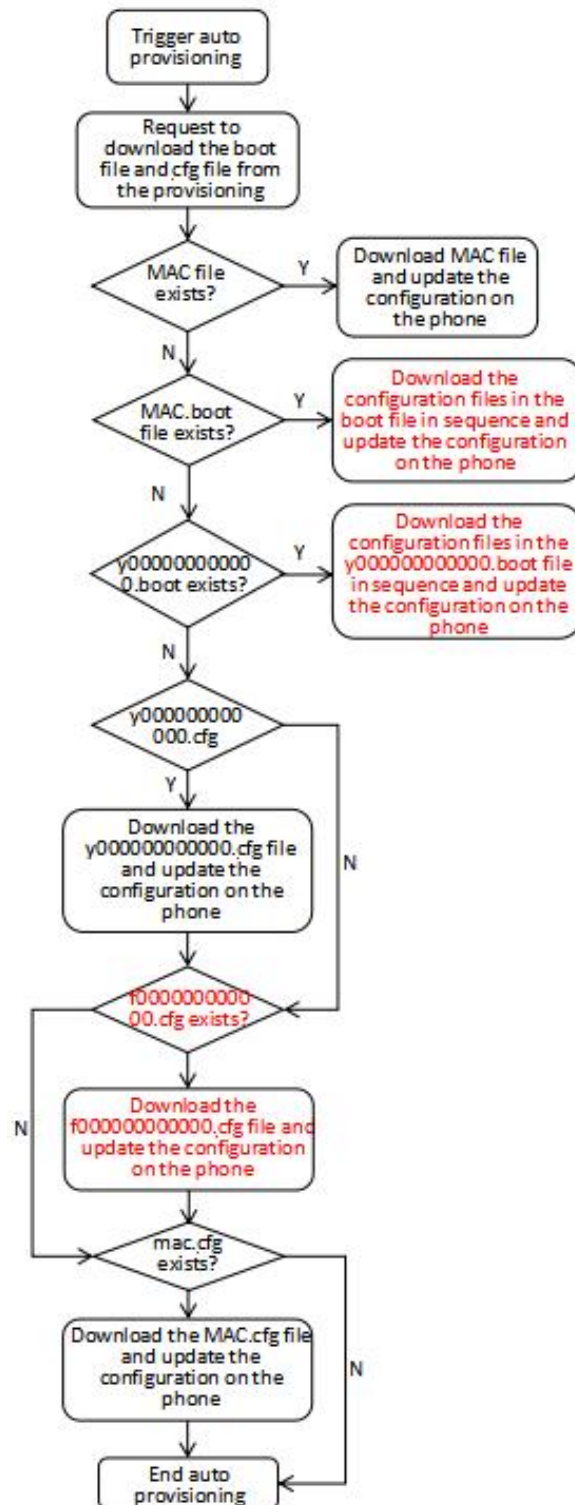 Trigger auto
provisioning
Request to
download the boot
file and cfg file from
the provisioning
MAC file
exists?
Y
Download MAC file
and update the
configuration on
the phone
N
MAC.boot
file exists?
Y
Download the
configuration files in the
boot file in sequence and
update the configuration
on the phone
N
y00000000000
0.boot exists?
Y
Download the
configuration files in the
y000000000000.boot file
in sequence and update
the configuration on the
phone
N
y000000000
000.cfg
Y
N
Download the
y000000000000.cfg file
and update the
configuration on the
phone
f0000000000
00.cfg exists?
N
Download the
f000000000000.cfg file and
update the configuration
on the phone
mac.cfg
exists?
N
Download the MAC.cfg file
and update the
configuration on the
phone
End auto
provisioning